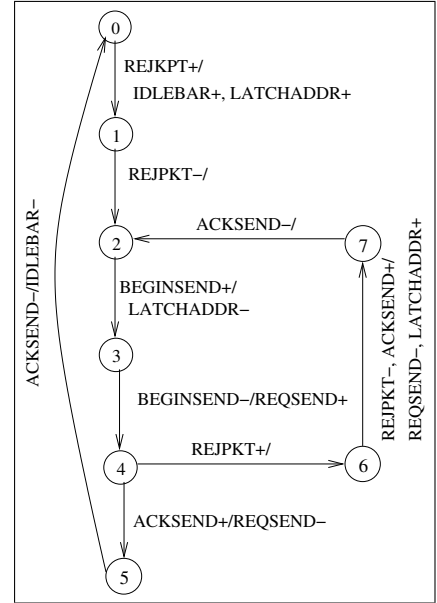 0
REJKPT+/
IDLEBAR+, LATCHADDR+
1
REJPKT−/
2
ACKSEND−/
7
BEGINSEND+/
LATCHADDR−
3
BEGINSEND−/REQSEND+
4
REJPKT+/
6
REJPKT−, ACKSEND+/
REQSEND−, LATCHADDR+
ACKSEND+/REQSEND−
5
ACKSEND−/IDLEBAR−